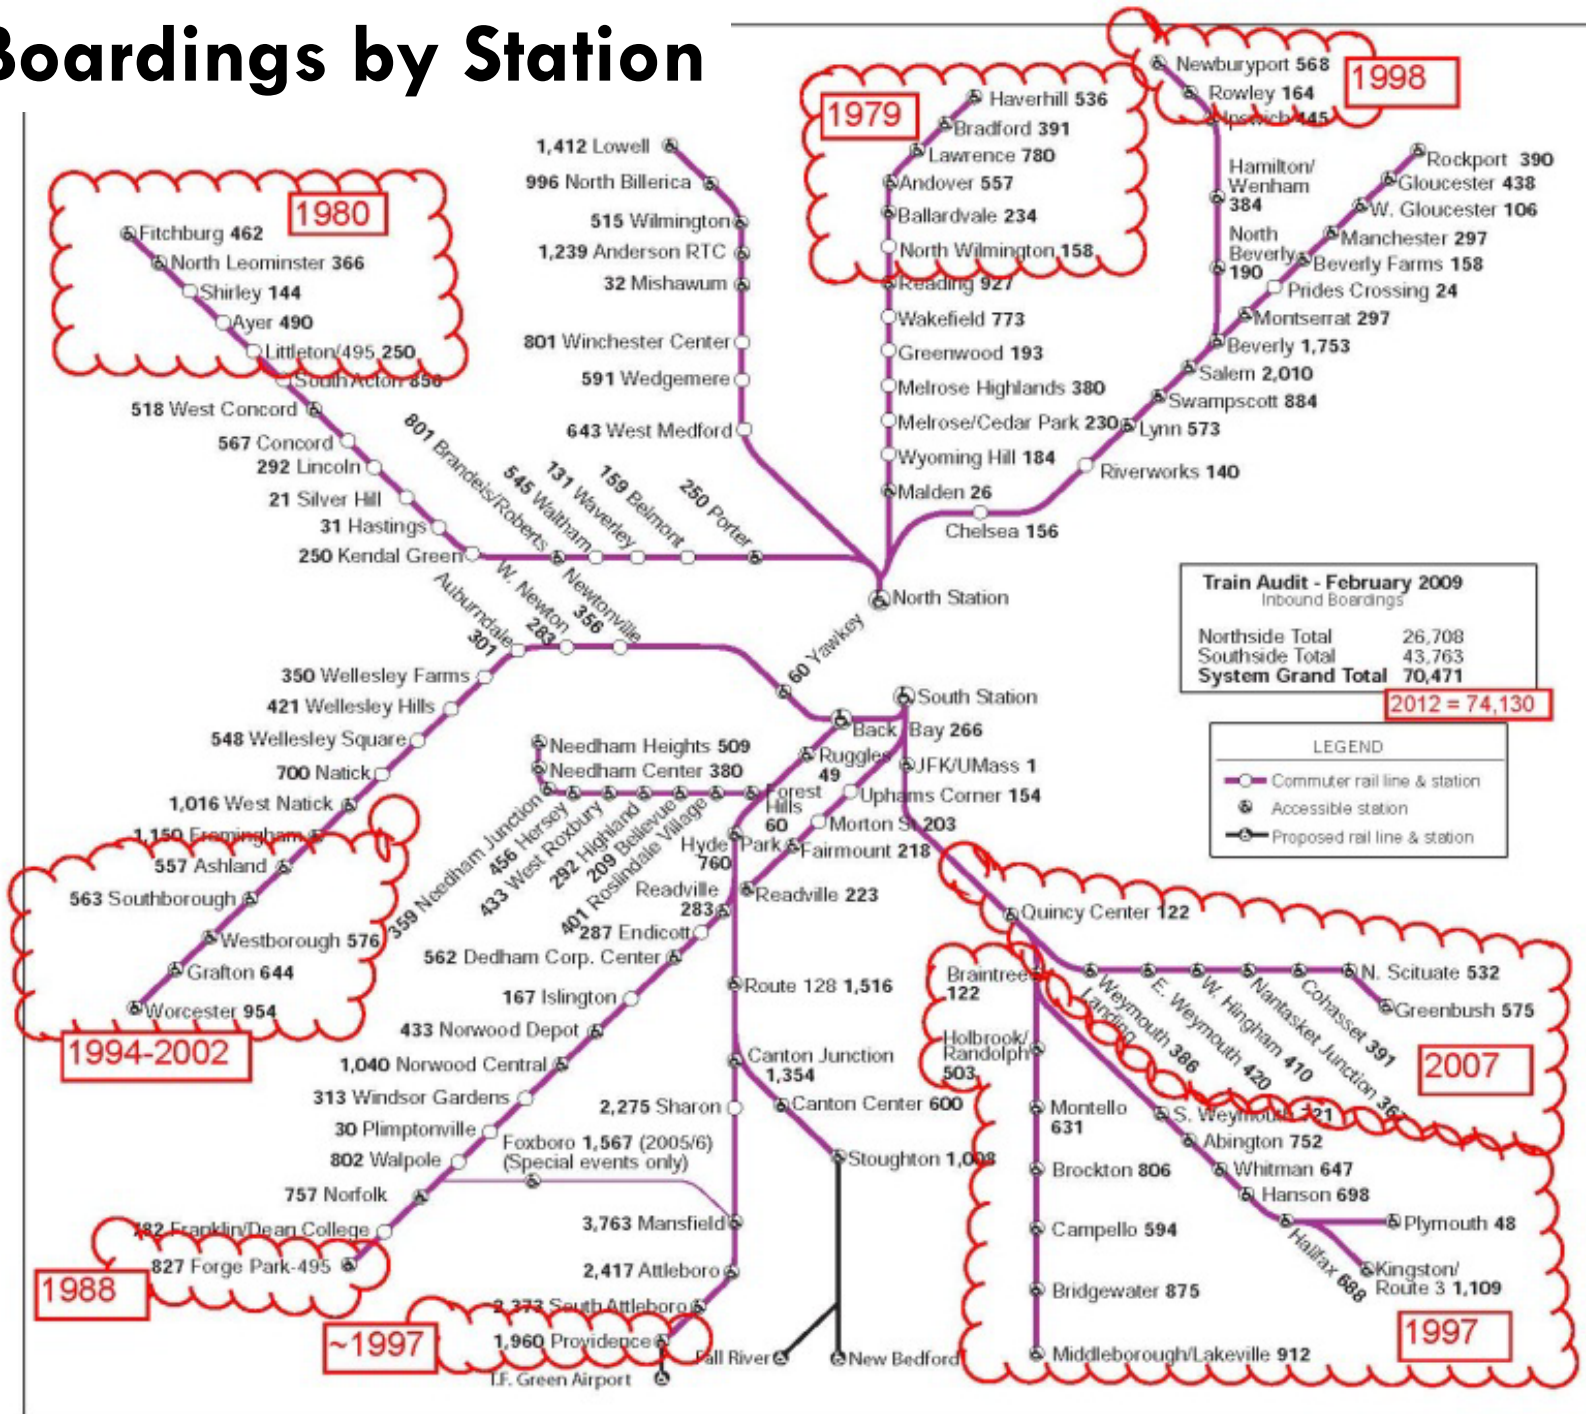 Boardings by Station
Newburyport 568
1998
Rowley 164
Ipswich 445
1979
Haverhill 536
Bradford 391
Lawrence 780
Andover 557
Ballardvale 234
North Wilmington 158
Reading 927
Wakefield 773
Greenwood 193
Melrose Highlands 380
Melrose/Cedar Park 230
Wyoming Hill 184
Malden 26
Hamilton/
Wenham
384
North
Beverly
190
Rockport 390
Gloucester 438
W. Gloucester 106
Manchester 297
Beverly Farms 158
Prides Crossing 24
Montserrat 297
Beverly 1,753
Salem 2,010
Swampscott 884
Lynn 573
Riverworks 140
Chelsea 156
1,412 Lowell
996 North Billerica
515 Wilmington
1,239 Anderson RTC
32 Mishawum
801 Winchester Center
591 Wedgemere
643 West Medford
1980
Fitchburg 462
North Leominster 366
Shirley 144
Ayer 490
Littleton/495 250
South Acton 858
518 West Concord
567 Concord
292 Lincoln
21 Silver Hill
31 Hastings
250 Kendal Green
801 Brandeis/Roberts
545 Waltham
131 Waverley
159 Belmont
250 Porter
North Station
Auburndale
301
W. Newton
283
Newtonville
356
60 Yawkey
350 Wellesley Farms
421 Wellesley Hills
548 Wellesley Square
700 Natick
1,016 West Natick
1,150 Framingham
557 Ashland
563 Southborough
Westborough 576
Grafton 644
Worcester 954
1994-2002
Train Audit - February 2009
Inbound Boardings
Northside Total 26,708
Southside Total 43,763
System Grand Total 70,471
2012 = 74,130
LEGEND
Commuter rail line & station
Accessible station
Proposed rail line & station
South Station
Back Bay 266
Ruggles
49
JFK/UMass 1
Uphams Corner 154
Morton St 203
Fairmount 218
Readville 223
Needham Heights 509
Needham Center 380
359 Needham Junction
456 Hersey
433 West Roxbury
292 Highland
209 Bellevue
401 Roslindale Village
Forest
Hills
60
Hyde Park
760
Readville
283
287 Endicott
562 Dedham Corp. Center
167 Islington
433 Norwood Depot
1,040 Norwood Central
313 Windsor Gardens
30 Plimptonville
802 Walpole
757 Norfolk
782 Franklin/Dean College
827 Forge Park-495
1988
Foxboro 1,567 (2005/6)
(Special events only)
Route 128 1,516
Canton Junction
1,354
2,275 Sharon
Canton Center 600
Stoughton 1,008
3,763 Mansfield
2,417 Attleboro
2,373 South Attleboro
1,960 Providence
~1997
T.F. Green Airport
Fall River
New Bedford
Quincy Center 122
Braintree
122
Holbrook/
Randolph
503
Montello
631
Brockton 806
Campello 594
Bridgewater 875
Middleborough/Lakeville 912
Weymouth
Landing
386
E. Weymouth 420
W. Hingham 410
Nantasket Junction
Cohasset 391
N. Scituate 532
Greenbush 575
2007
S. Weymouth 721
Abington 752
Whitman 647
Hanson 698
Halifax 688
Plymouth 48
Kingston/
Route 3 1,109
1997